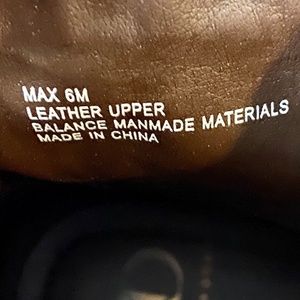 MAX 6M
LEATHER UPPER
BALANCE MANMADE MATERIALS
MADE IN CHINA